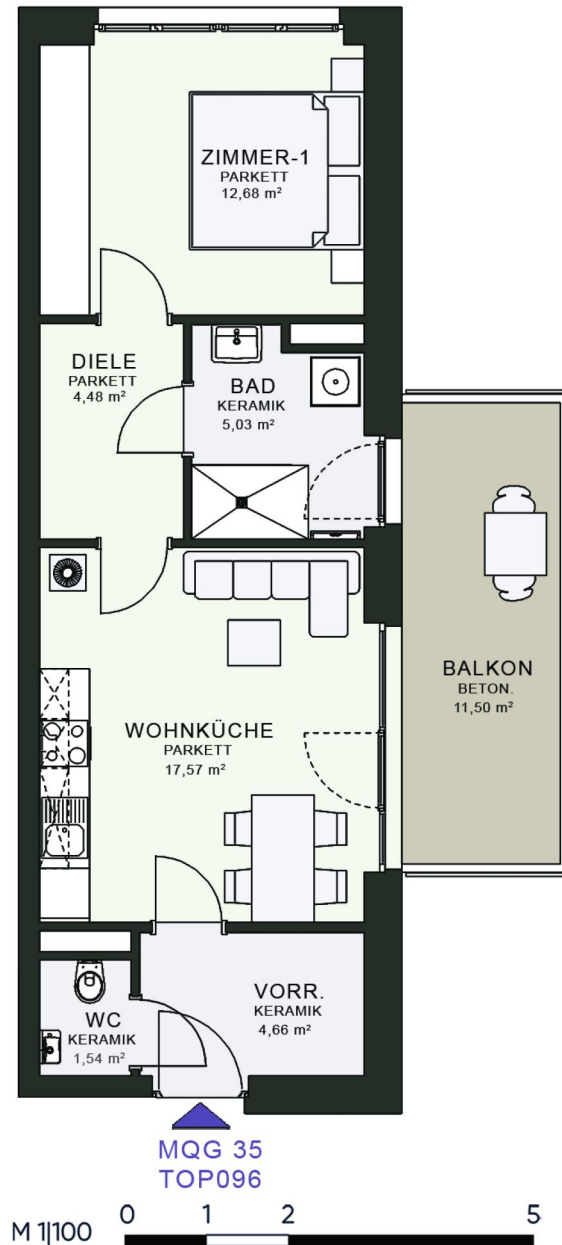 ZIMMER-1
PARKETT
12,68 m²
DIELE
PARKETT
4,48 m²
BAD
KERAMIK
5,03 m²
BALKON
BETON.
11,50 m²
WOHNKÜCHE
PARKETT
17,57 m²
VORR.
KERAMIK
4,66 m²
WC
KERAMIK
1,54 m²
MQG 35
TOP096
M 1|100 0 1 2 5